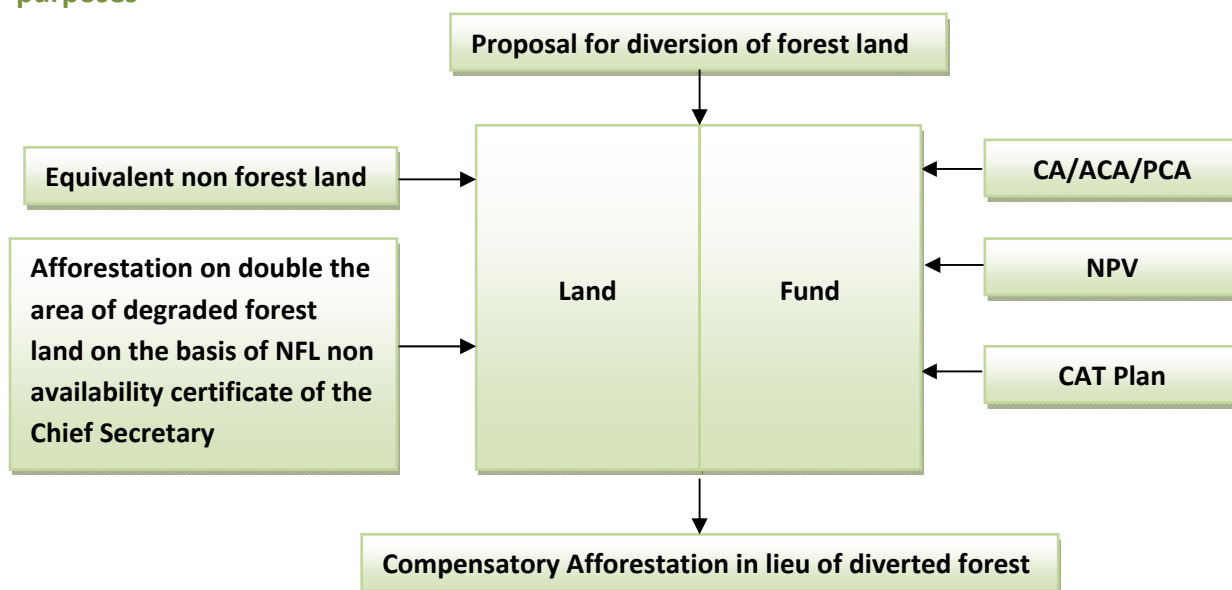 purposes
Proposal for diversion of forest land
Equivalent non forest land
Afforestation on double the
area of degraded forest
land on the basis of NFL non
availability certificate of the
Chief Secretary
Land
Fund
CA/ACA/PCA
NPV
CAT Plan
Compensatory Afforestation in lieu of diverted forest